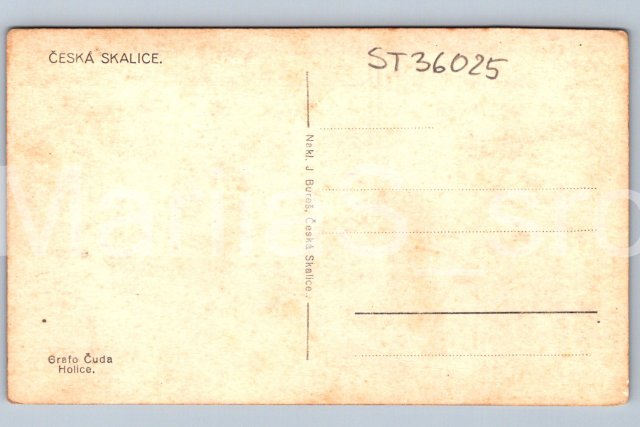 ČESKÁ SKALICE.
ST36025
Nakl. J. Bureš, Česká Skalice.
Grafo Čuda
Holice.